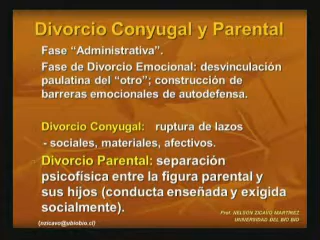 Divorcio Conyugal y Parental
Fase “Administrativa”.
Fase de Divorcio Emocional: desvinculación
paulatina del “otro”; construcción de
barreras emocionales de autodefensa.
Divorcio Conyugal: ruptura de lazos
- sociales, materiales, afectivos.
Divorcio Parental: separación
psicofísica entre la figura parental y
sus hijos (conducta enseñada y exigida
socialmente).
Prof. NELSON ZICAVO MARTÍNEZ
UNIVERSIDAD DEL BÍO BÍO
(nzicavo@ubiobio.cl)